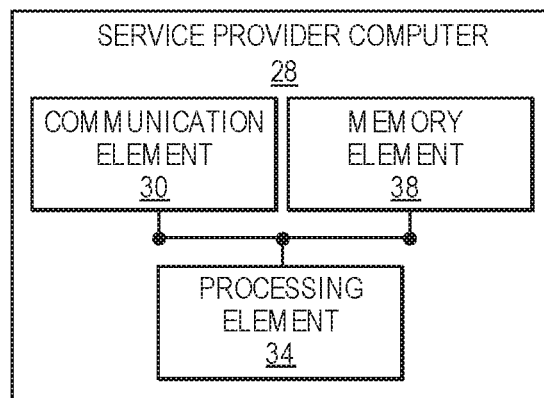 SERVICE PROVIDER COMPUTER
28
COMMUNICATION
ELEMENT
30
MEMORY
ELEMENT
38
PROCESSING
ELEMENT
34